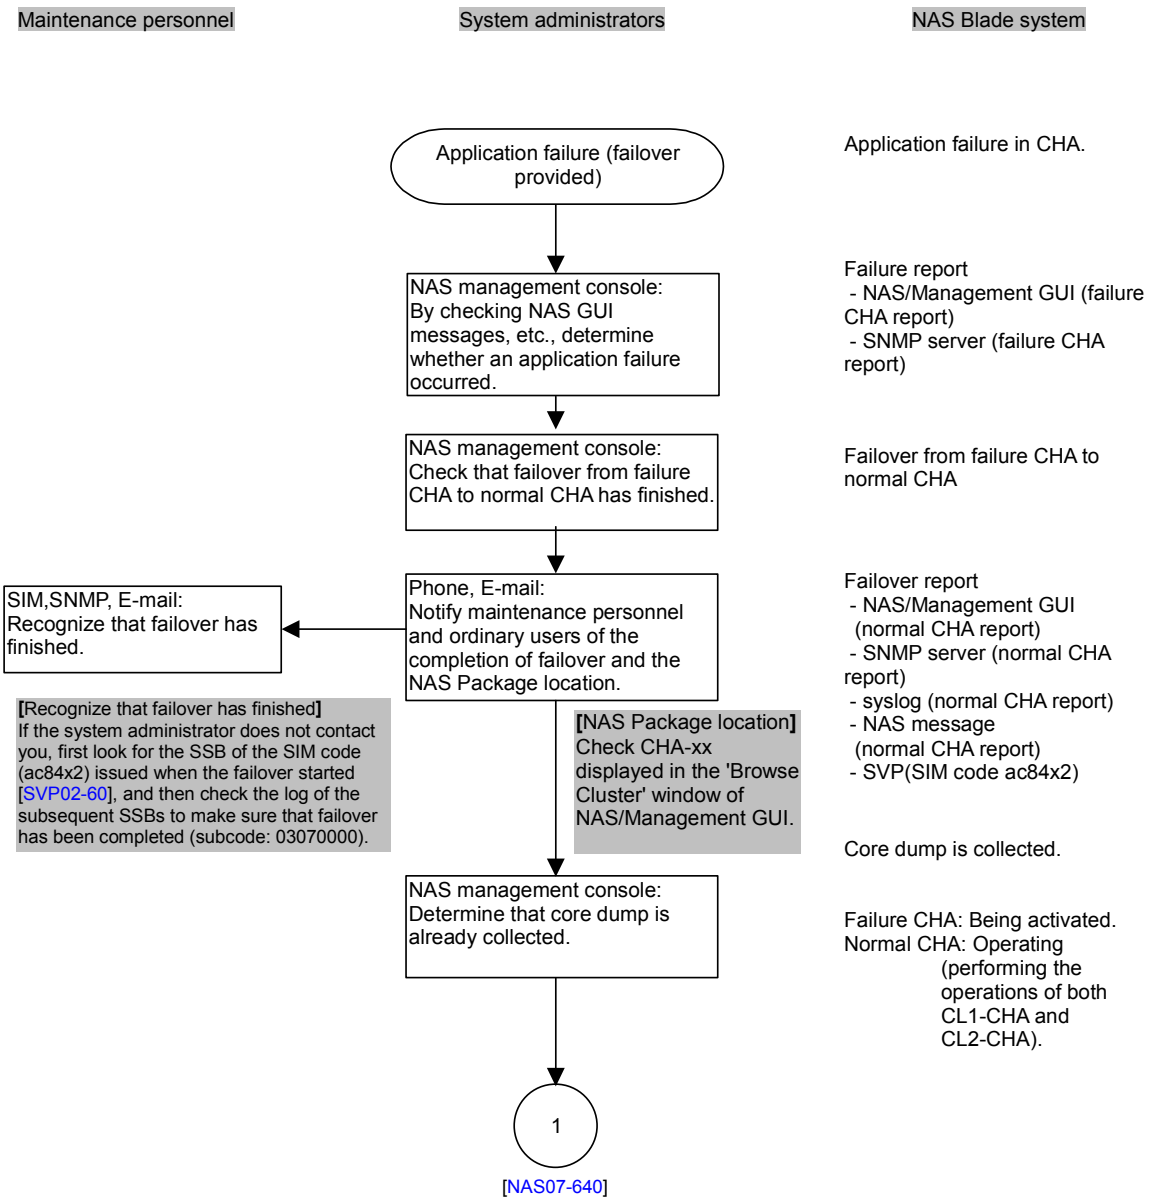 Maintenance personnel
System administrators
NAS Blade system
Application failure (failover
provided)
Application failure in CHA.
NAS management console:
By checking NAS GUI
messages, etc., determine
whether an application failure
occurred.
Failure report
- NAS/Management GUI (failure
CHA report)
- SNMP server (failure CHA
report)
NAS management console:
Check that failover from failure
CHA to normal CHA has finished.
Failover from failure CHA to
normal CHA
SIM,SNMP, E-mail:
Recognize that failover has
finished.
Phone, E-mail:
Notify maintenance personnel
and ordinary users of the
completion of failover and the
NAS Package location.
Failover report
- NAS/Management GUI
(normal CHA report)
- SNMP server (normal CHA
report)
- syslog (normal CHA report)
- NAS message
(normal CHA report)
- SVP(SIM code ac84x2)
[Recognize that failover has finished]
If the system administrator does not contact
you, first look for the SSB of the SIM code
(ac84x2) issued when the failover started
[SVP02-60], and then check the log of the
subsequent SSBs to make sure that failover
has been completed (subcode: 03070000).
[NAS Package location]
Check CHA-xx
displayed in the 'Browse
Cluster' window of
NAS/Management GUI.
Core dump is collected.
NAS management console:
Determine that core dump is
already collected.
Failure CHA: Being activated.
Normal CHA: Operating
(performing the
operations of both
CL1-CHA and
CL2-CHA).
1
[NAS07-640]